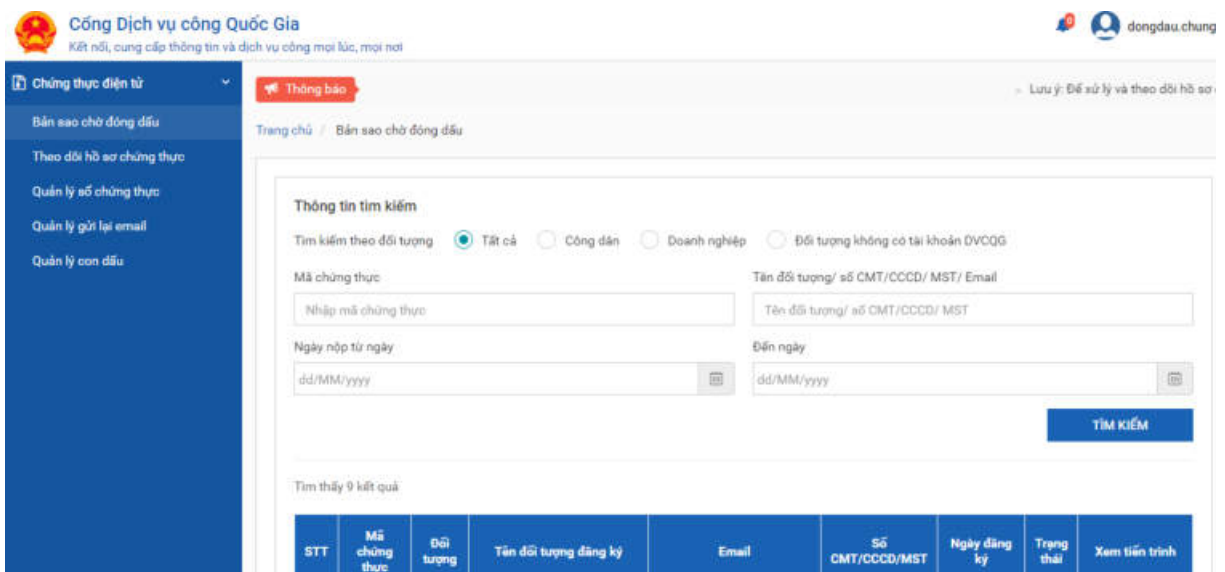 Cổng Dịch vụ công Quốc Gia
Kết nối, cung cấp thông tin và dịch vụ công mọi lúc, mọi nơi
dongdau.chung
Chứng thực điện tử
Bản sao chờ đóng dấu
Theo dõi hồ sơ chứng thực
Quản lý số chứng thực
Quản lý gửi lại email
Quản lý con dấu
Thông báo
Lưu ý: Để xử lý và theo dõi hồ sơ
Trang chủ / Bản sao chờ đóng dấu
Thông tin tìm kiếm
Tìm kiếm theo đối tượng Tất cả Công dân Doanh nghiệp Đối tượng không có tài khoản DVCQG
Mã chứng thực
Tên đối tượng/ số CMT/CCCD/ MST/ Email
Nhập mã chứng thực
Tên đối tượng/ số CMT/CCCD/ MST
Ngày nộp từ ngày
Đến ngày
dd/MM/yyyy
dd/MM/yyyy
TÌM KIẾM
Tìm thấy 9 kết quả
STT
Mã chứng thực
Đối tượng
Tên đối tượng đăng ký
Email
Số CMT/CCCD/MST
Ngày đăng ký
Trạng thái
Xem tiến trình